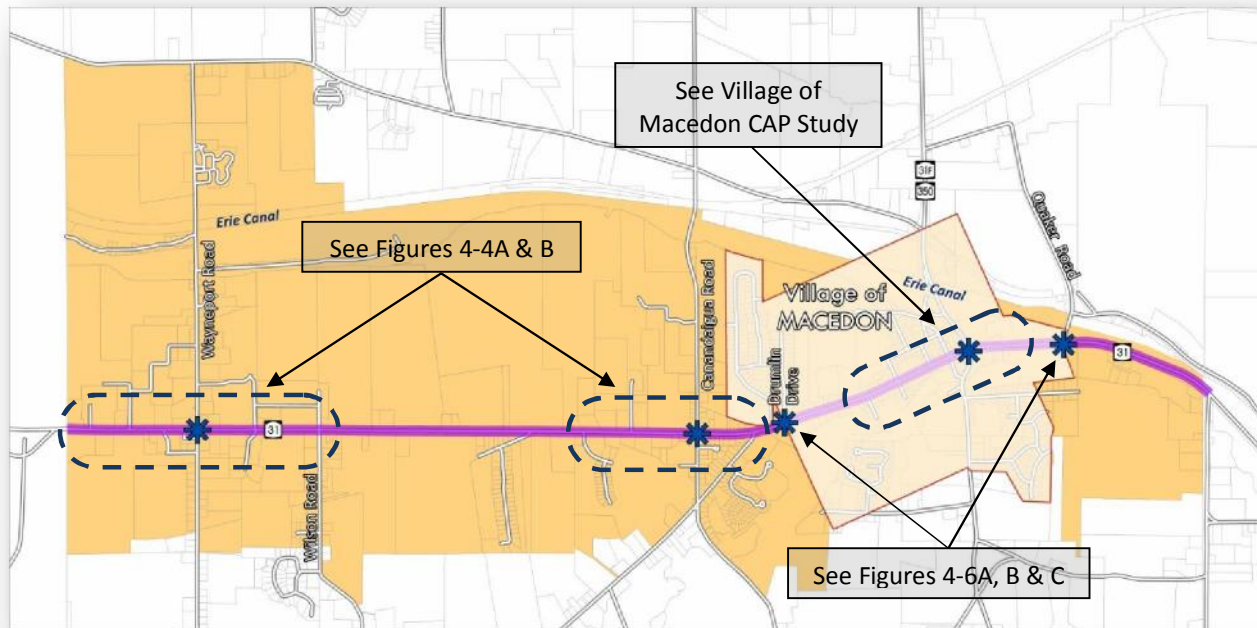 See Village of
Macedon CAP Study
31F
350
Quaker Road
Erie Canal
See Figures 4-4A & B
Wayneport Road
Canandaigua Road
Erie Canal
Village of
MACEDON
Drumlin
Drive
31
31
Wilson Road
See Figures 4-6A, B & C